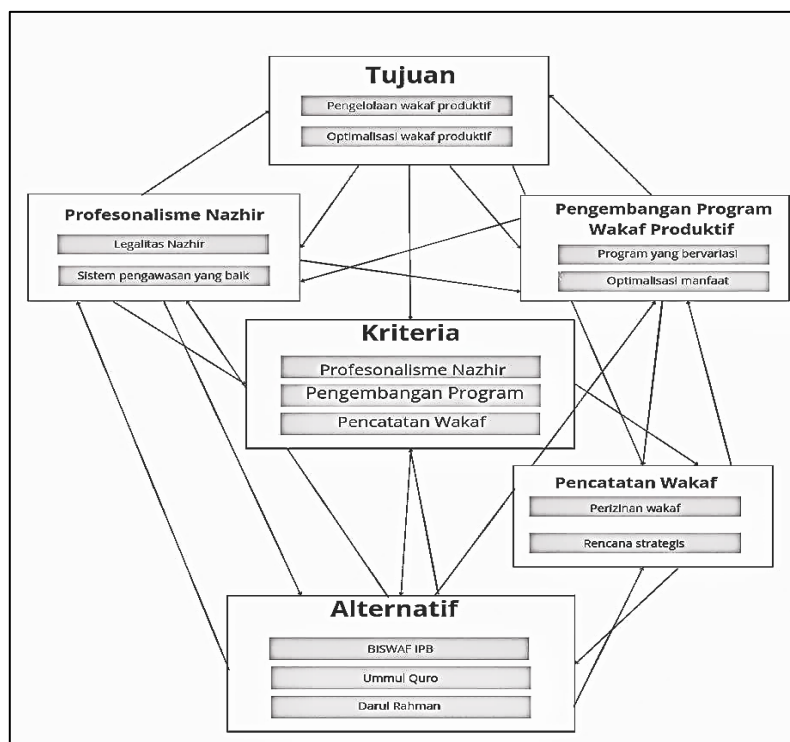 Tujuan
Pengelolaan wakaf produktif
Optimalisasi wakaf produktif
Profesonalisme Nazhir
Legalitas Nazhir
Sistem pengawasan yang baik
Pengembangan Program
Wakaf Produktif
Program yang bervariasi
Optimalisasi manfaat
Kriteria
Profesonalisme Nazhir
Pengembangan Program
Pencatatan Wakaf
Pencatatan Wakaf
Perizinan wakaf
Rencana strategis
Alternatif
BISWAF IPB
Ummul Quro
Darul Rahman